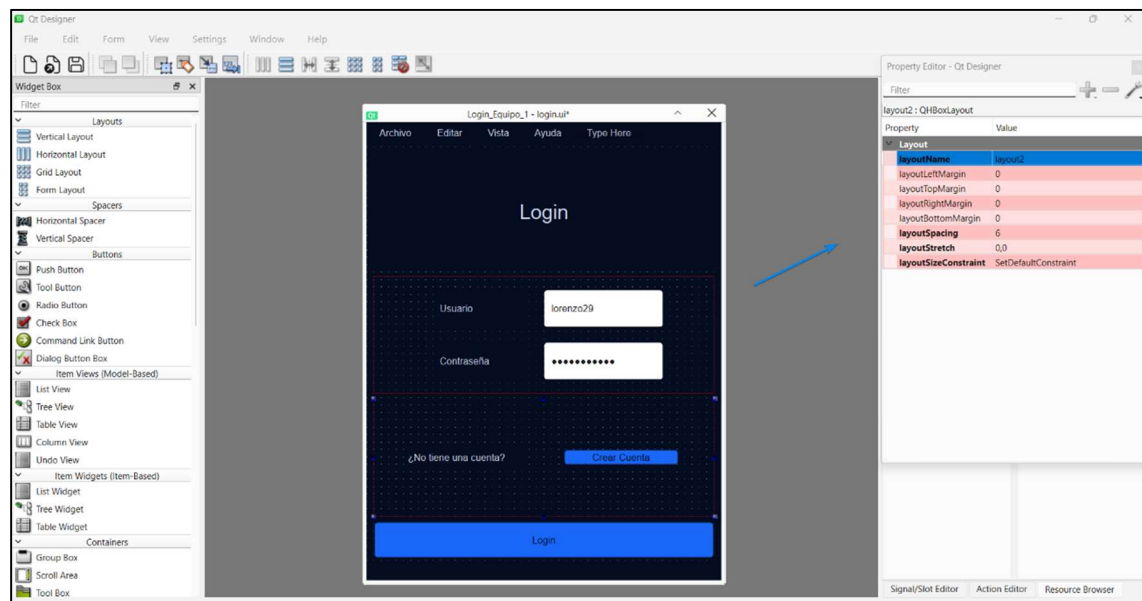 Qt Designer
File Edit Form View Settings Window Help
Widget Box
Filter
Layouts
Vertical Layout
Horizontal Layout
Grid Layout
Form Layout
Spacers
Horizontal Spacer
Vertical Spacer
Buttons
Push Button
Tool Button
Radio Button
Check Box
Command Link Button
Dialog Button Box
Item Views (Model-Based)
List View
Tree View
Table View
Column View
Undo View
Item Widgets (Item-Based)
List Widget
Tree Widget
Table Widget
Containers
Group Box
Scroll Area
Tool Box
Login_Equipo_1 - login.ui*
Archivo Editar Vista Ayuda Type Here
Login
Usuario lorenzo29
Contraseña
¿No tiene una cuenta? Crear Cuenta
Login
Property Editor - Qt Designer
Filter
layout2 : QHBoxLayout
Property Value
Layout
layoutName layout2
layoutLeftMargin 0
layoutTopMargin 0
layoutRightMargin 0
layoutBottomMargin 0
layoutSpacing 6
layoutStretch 0,0
layoutSizeConstraint SetDefaultConstraint
Signal/Slot Editor Action Editor Resource Browser